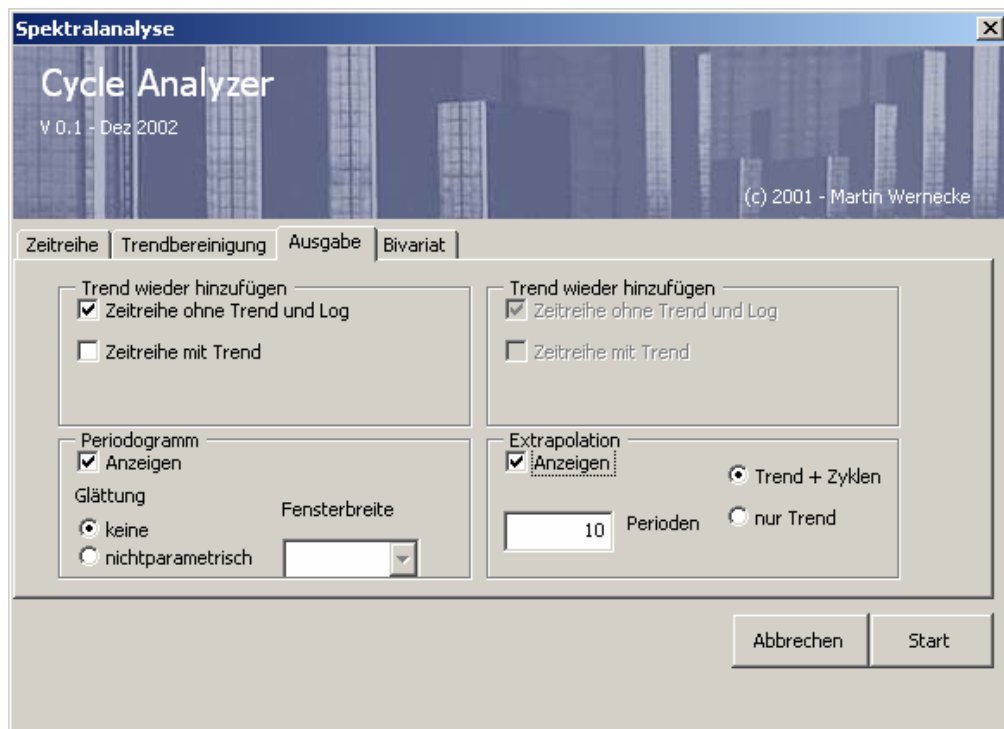 Spektralanalyse
Cycle Analyzer
V 0.1 - Dez 2002
(c) 2001 - Martin Wernecke
Zeitreihe Trendbereinigung Ausgabe Bivariat
Trend wieder hinzufügen
Zeitreihe ohne Trend und Log
Zeitreihe mit Trend
Trend wieder hinzufügen
Zeitreihe ohne Trend und Log
Zeitreihe mit Trend
Periodogramm
Anzeigen
Glättung
keine
nichtparametrisch
Fensterbreite
Extrapolation
Anzeigen
10 Perioden
Trend + Zyklen
nur Trend
Abbrechen Start